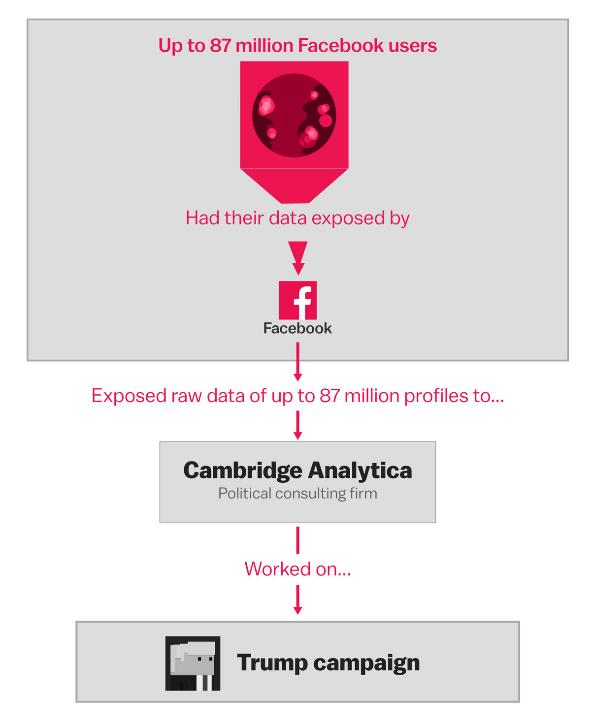 Up to 87 million Facebook users
Had their data exposed by
Facebook
Exposed raw data of up to 87 million profiles to...
Cambridge Analytica
Political consulting firm
Worked on...
Trump campaign